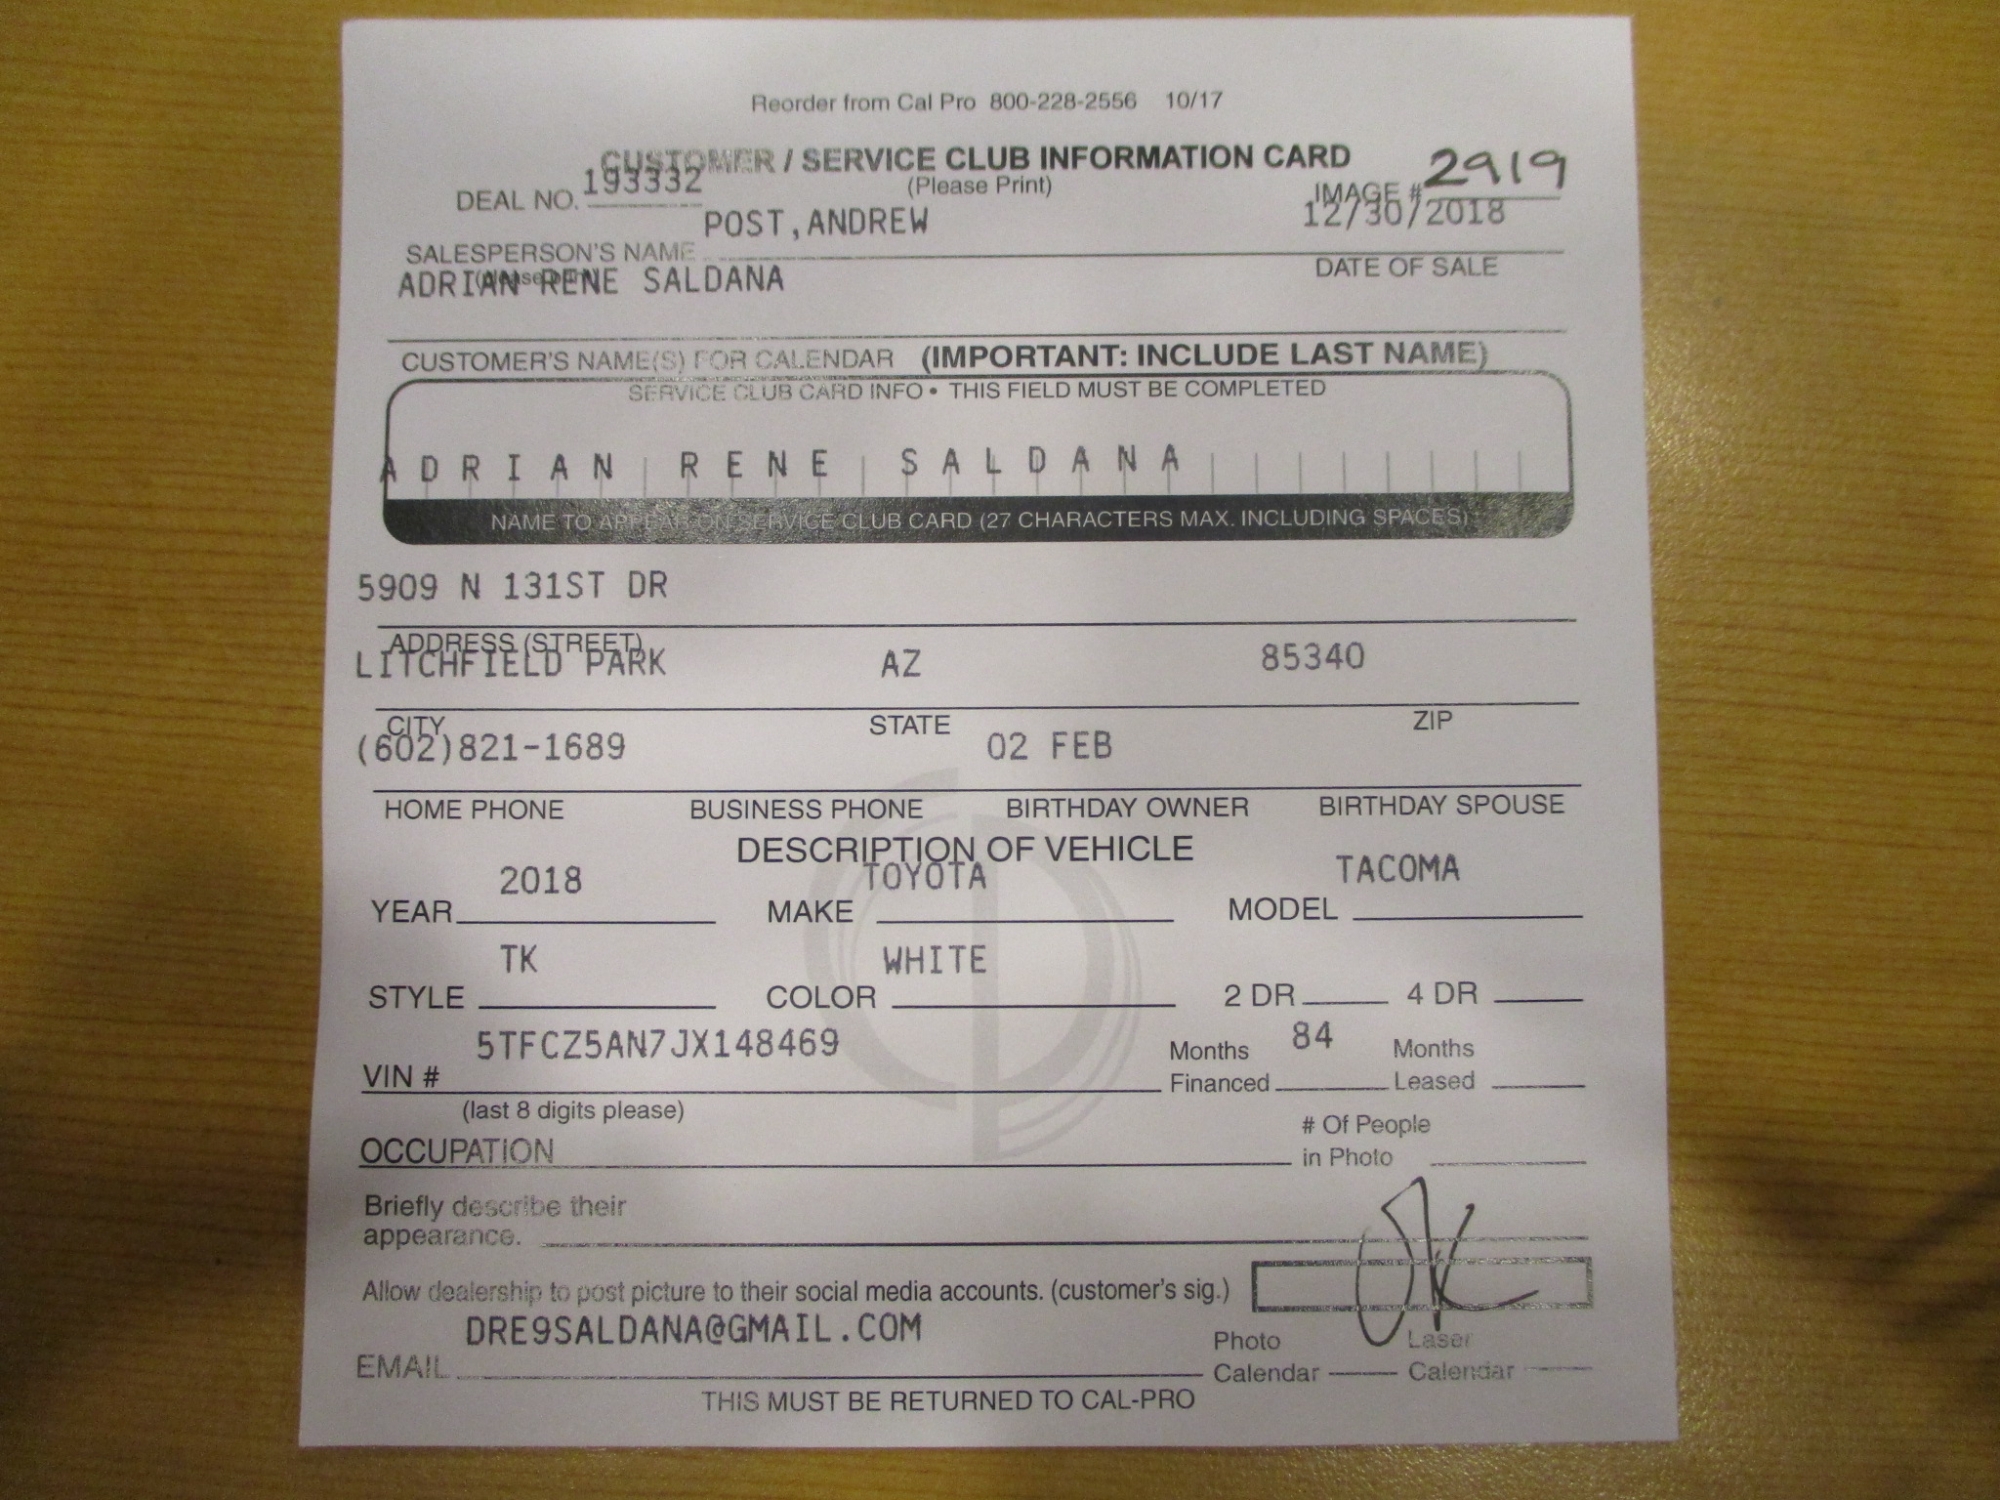 Reorder from Cal Pro 800-228-2556 10/17
CUSTOMER / SERVICE CLUB INFORMATION CARD
(Please Print)
DEAL NO. 193332
IMAGE # 2919
POST,ANDREW 12/30/2018
SALESPERSON'S NAME DATE OF SALE
(please print)
ADRIAN RENE SALDANA
CUSTOMER'S NAME(S) FOR CALENDAR (IMPORTANT: INCLUDE LAST NAME)
SERVICE CLUB CARD INFO • THIS FIELD MUST BE COMPLETED
ADRIAN RENE SALDANA
NAME TO APPEAR ON SERVICE CLUB CARD (27 CHARACTERS MAX. INCLUDING SPACES)
5909 N 131ST DR
ADDRESS (STREET)
LITCHFIELD PARK AZ 85340
CITY STATE ZIP
(602)821-1689 02 FEB
HOME PHONE BUSINESS PHONE BIRTHDAY OWNER BIRTHDAY SPOUSE
DESCRIPTION OF VEHICLE
2018 TOYOTA TACOMA
YEAR MAKE MODEL
TK WHITE
STYLE COLOR 2 DR 4 DR
5TFCZ5AN7JX148469 Months 84 Months
VIN # Financed Leased
(last 8 digits please)
# Of People
OCCUPATION in Photo
Briefly describe their
appearance.
Allow dealership to post picture to their social media accounts. (customer's sig.)
DRE9SALDANA@GMAIL.COM Photo Laser
EMAIL Calendar Calendar
THIS MUST BE RETURNED TO CAL-PRO